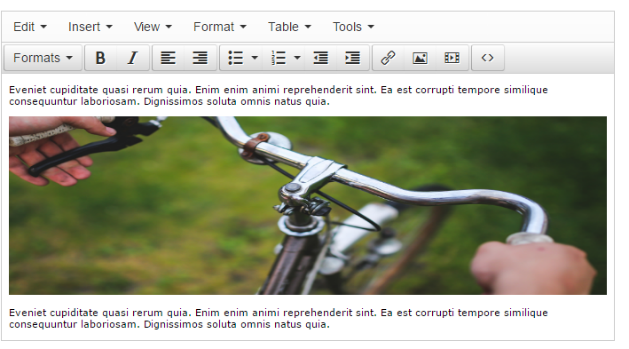 Edit Insert View Format Table Tools
Formats B I
Eveniet cupiditate quasi rerum quia. Enim enim animi reprehenderit sint. Ea est corrupti tempore similique
consequuntur laboriosam. Dignissimos soluta omnis natus quia.
Eveniet cupiditate quasi rerum quia. Enim enim animi reprehenderit sint. Ea est corrupti tempore similique
consequuntur laboriosam. Dignissimos soluta omnis natus quia.